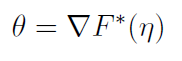 θ = ∇F*(η)